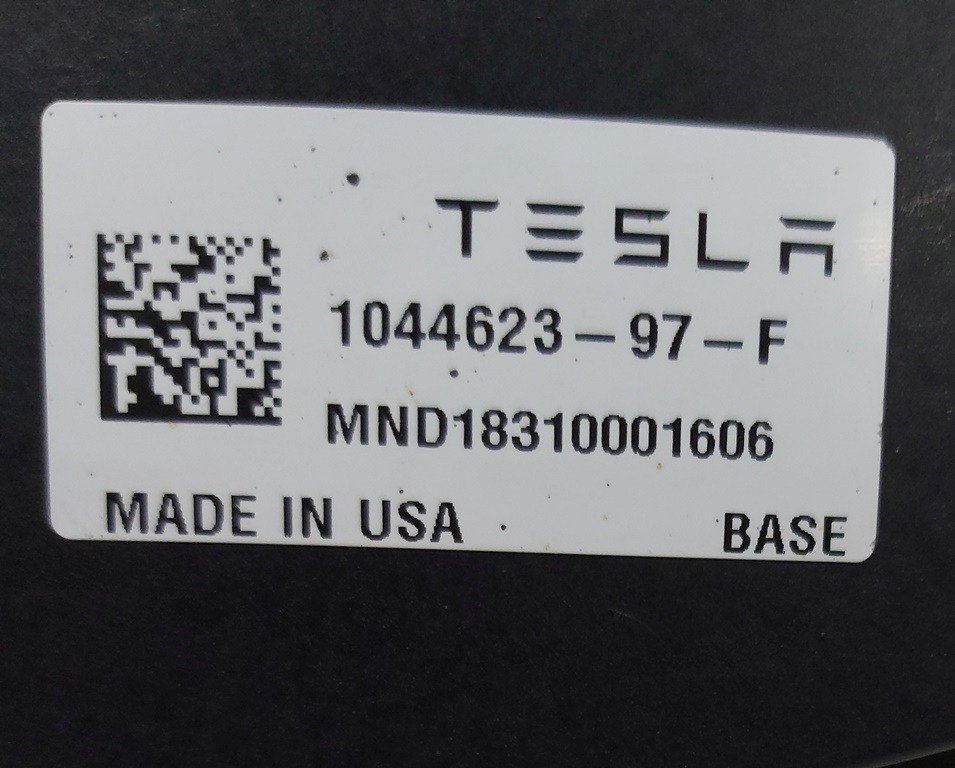 TESLA
1044623-97-F
MND18310001606
MADE IN USA BASE